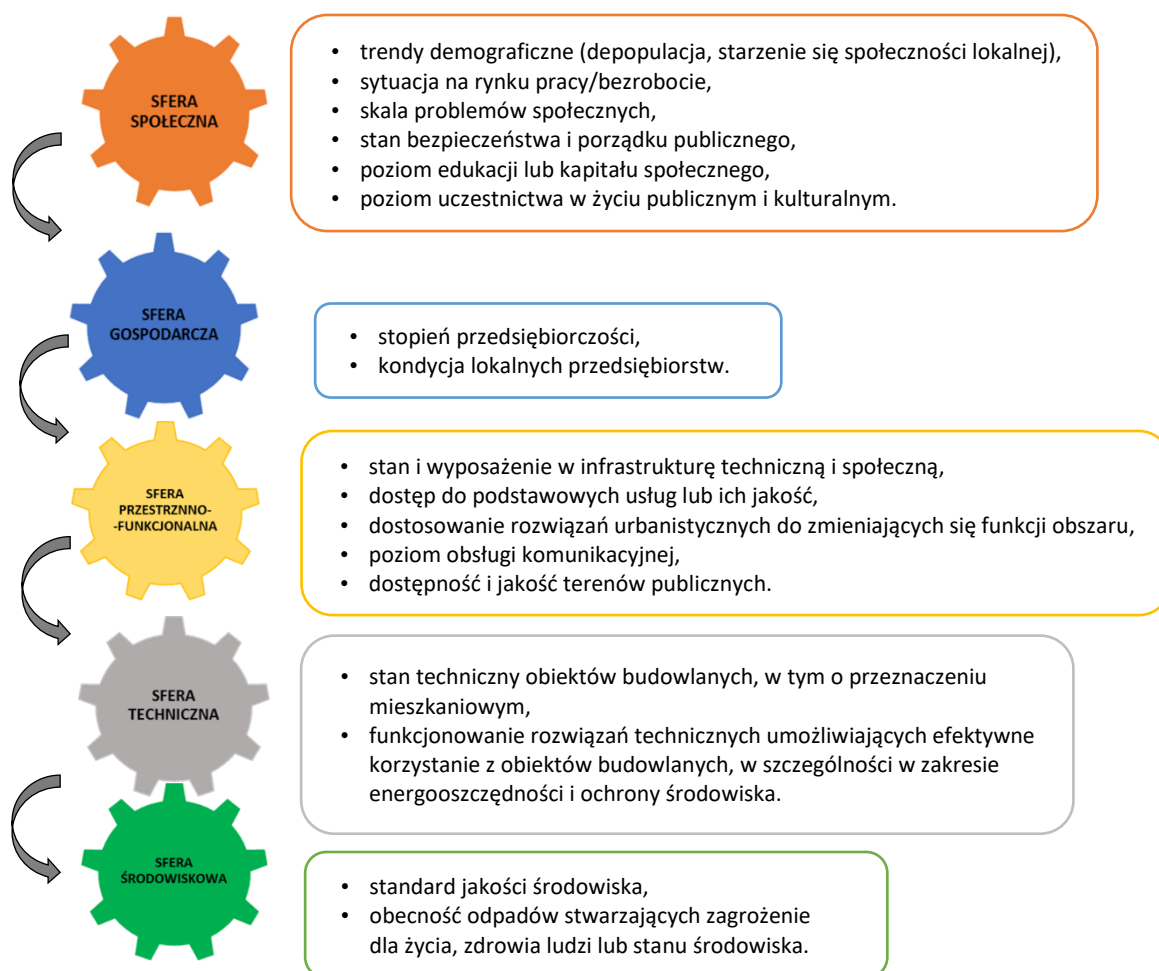 SFERA
SPOŁECZNA
• trendy demograficzne (depopulacja, starzenie się społeczności lokalnej),
• sytuacja na rynku pracy/bezrobocie,
• skala problemów społecznych,
• stan bezpieczeństwa i porządku publicznego,
• poziom edukacji lub kapitału społecznego,
• poziom uczestnictwa w życiu publicznym i kulturalnym.
SFERA
GOSPODARCZA
• stopień przedsiębiorczości,
• kondycja lokalnych przedsiębiorstw.
SFERA
PRZESTRZNNO-
-FUNKCJONALNA
• stan i wyposażenie w infrastrukturę techniczną i społeczną,
• dostęp do podstawowych usług lub ich jakość,
• dostosowanie rozwiązań urbanistycznych do zmieniających się funkcji obszaru,
• poziom obsługi komunikacyjnej,
• dostępność i jakość terenów publicznych.
SFERA
TECHNICZNA
• stan techniczny obiektów budowlanych, w tym o przeznaczeniu
mieszkaniowym,
• funkcjonowanie rozwiązań technicznych umożliwiających efektywne
korzystanie z obiektów budowlanych, w szczególności w zakresie
energooszczędności i ochrony środowiska.
SFERA
ŚRODOWISKOWA
• standard jakości środowiska,
• obecność odpadów stwarzających zagrożenie
dla życia, zdrowia ludzi lub stanu środowiska.